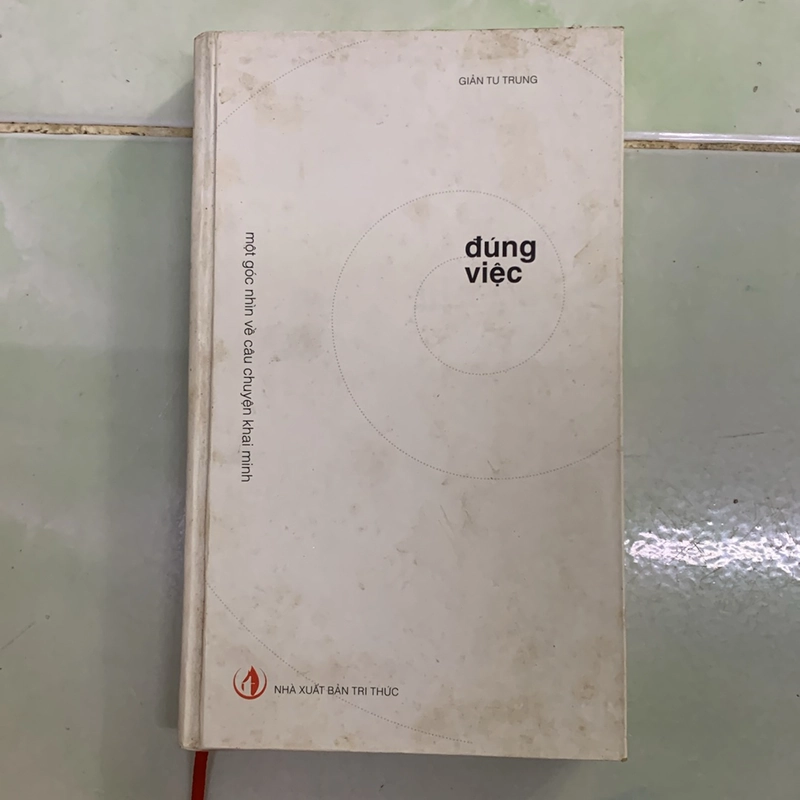 GIẢN TƯ TRUNG
đúng
việc
một góc nhìn về câu chuyện khai minh
NHÀ XUẤT BẢN TRI THỨC